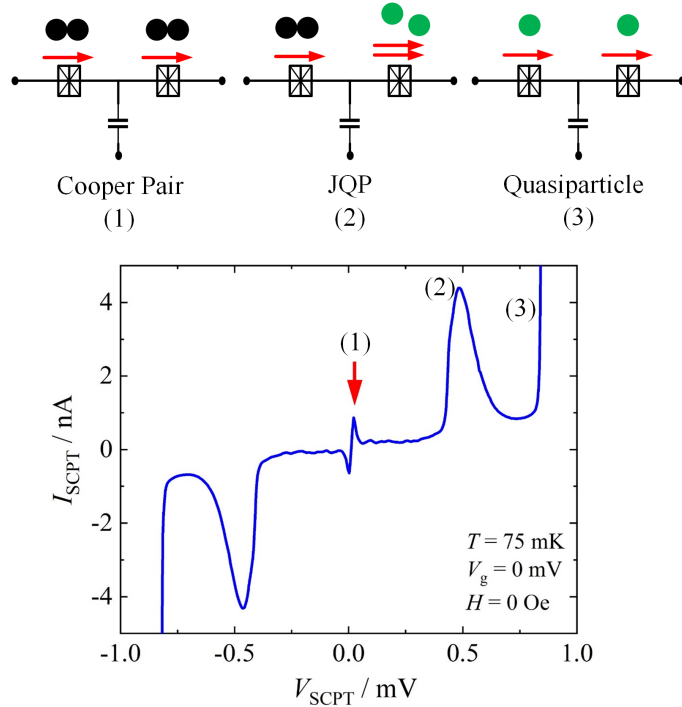 Cooper Pair JQP Quasiparticle
(1) (2) (3)
I_SCPT / nA
4
2
0
-2
-4
(1)
(2)
(3)
T = 75 mK
V_g = 0 mV
H = 0 Oe
-1.0 -0.5 0.0 0.5 1.0
V_SCPT / mV